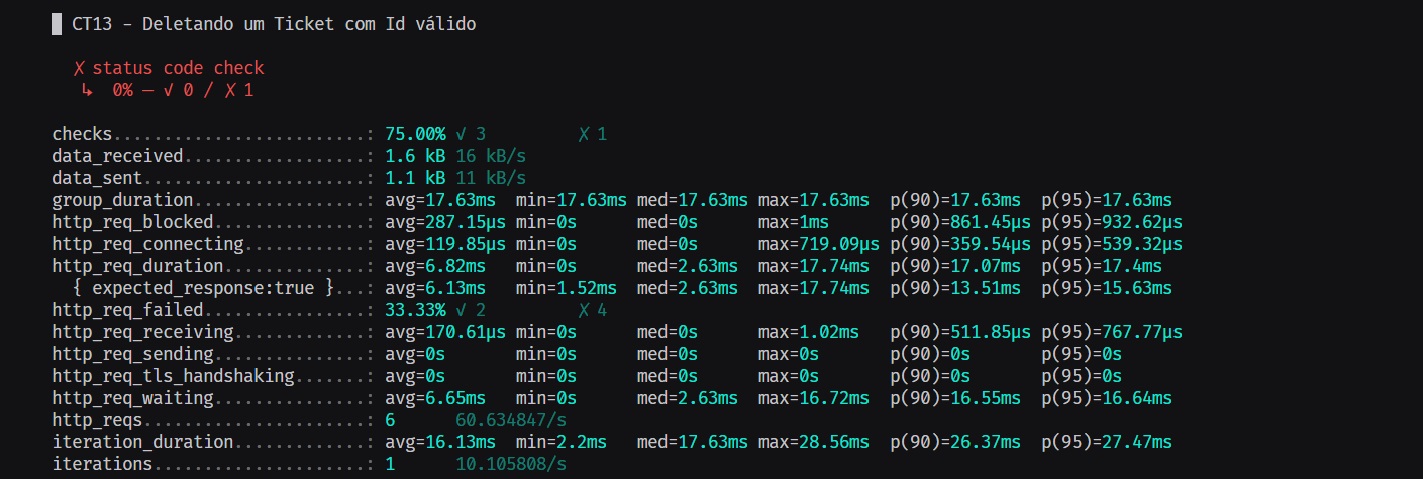 █ CT13 - Deletando um Ticket com Id válido
✗ status code check
↳ 0% — ✓ 0 / ✗ 1
checks.........................: 75.00% ✓ 3 ✗ 1
data_received..................: 1.6 kB 16 kB/s
data_sent......................: 1.1 kB 11 kB/s
group_duration.................: avg=17.63ms min=17.63ms med=17.63ms max=17.63ms p(90)=17.63ms p(95)=17.63ms
http_req_blocked...............: avg=287.15µs min=0s med=0s max=1ms p(90)=861.45µs p(95)=932.62µs
http_req_connecting............: avg=119.85µs min=0s med=0s max=719.09µs p(90)=359.54µs p(95)=539.32µs
http_req_duration..............: avg=6.82ms min=0s med=2.63ms max=17.74ms p(90)=17.07ms p(95)=17.4ms
{ expected_response:true }...: avg=6.13ms min=1.52ms med=2.63ms max=17.74ms p(90)=13.51ms p(95)=15.63ms
http_req_failed................: 33.33% ✓ 2 ✗ 4
http_req_receiving.............: avg=170.61µs min=0s med=0s max=1.02ms p(90)=511.85µs p(95)=767.77µs
http_req_sending...............: avg=0s min=0s med=0s max=0s p(90)=0s p(95)=0s
http_req_tls_handshaking.......: avg=0s min=0s med=0s max=0s p(90)=0s p(95)=0s
http_req_waiting...............: avg=6.65ms min=0s med=2.63ms max=16.72ms p(90)=16.55ms p(95)=16.64ms
http_reqs......................: 6 60.634847/s
iteration_duration.............: avg=16.13ms min=2.2ms med=17.63ms max=28.56ms p(90)=26.37ms p(95)=27.47ms
iterations.....................: 1 10.105808/s